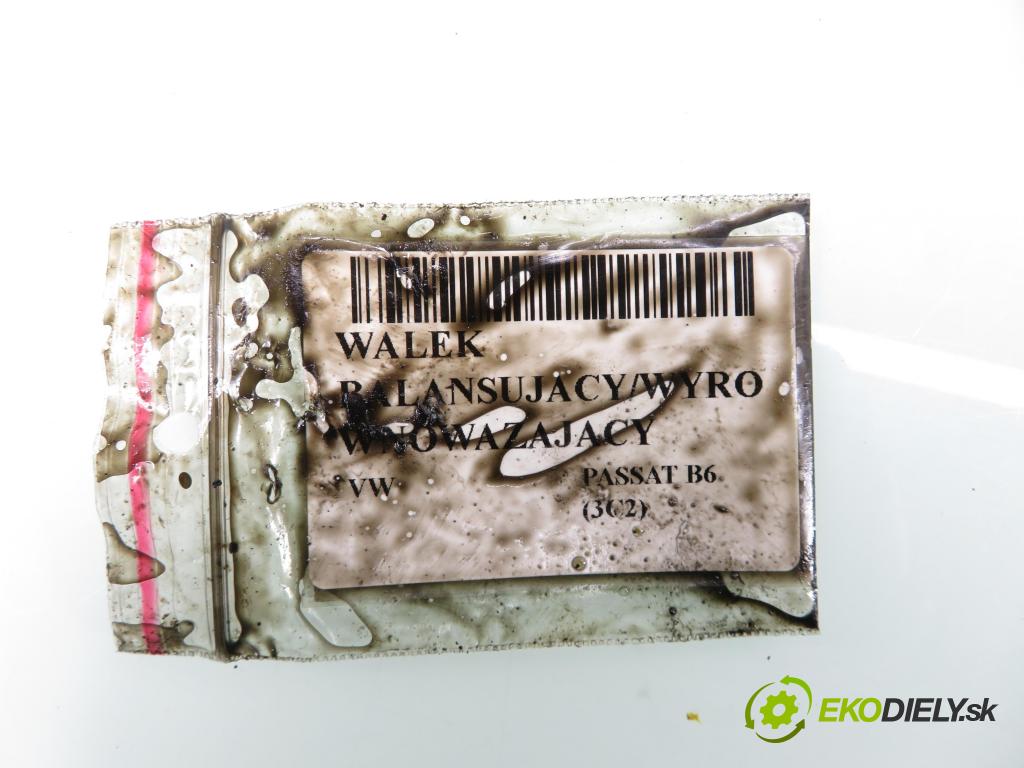 WALEK
BALANSUJACY/WYRO
WNOWAZAJACY
VW PASSAT B6
(3C2)
EKODIELY.sk